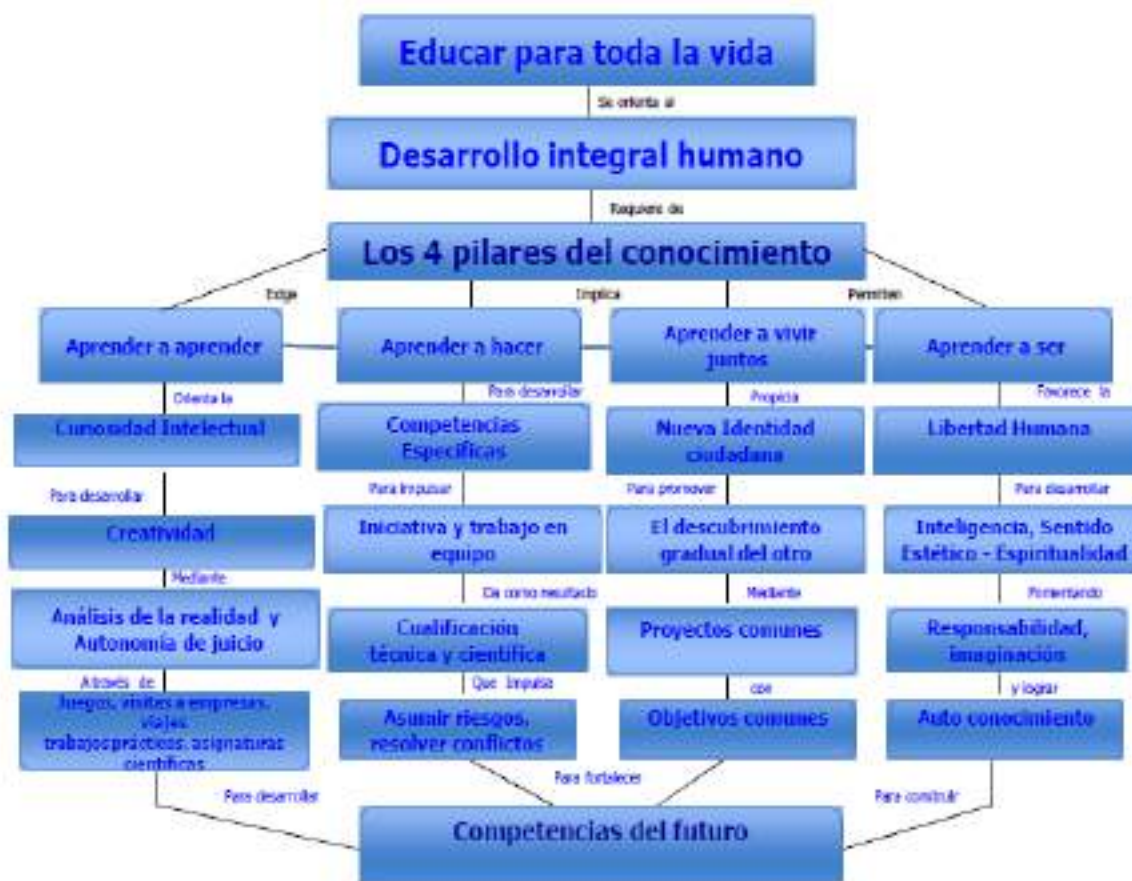 Educar para toda la vida
Se orienta al
Desarrollo integral humano
Requiere de
Los 4 pilares del conocimiento
Exige
Implica
Permiten
Aprender a aprender
Aprender a hacer
Aprender a vivir
juntos
Aprender a ser
Orienta la
Para desarrollar
Propicia
Favorece la
Curiosidad Intelectual
Competencias
Específicas
Nueva Identidad
ciudadana
Libertad Humana
Para desarrollar
Para impulsar
Para promover
Para desarrollar
Creatividad
Iniciativa y trabajo en
equipo
El descubrimiento
gradual del otro
Inteligencia, Sentido
Estético - Espiritualidad
Mediante
Da como resultado
Mediante
Fomentando
Análisis de la realidad y
Autonomía de juicio
Cualificación
técnica y científica
Proyectos comunes
Responsabilidad,
imaginación
A través de
Que impulse
con
y lograr
Juegos, visitas a empresas,
viajes
trabajos prácticos, asignaturas
científicas
Asumir riesgos,
resolver conflictos
Objetivos comunes
Auto conocimiento
Para desarrollar
Para fortalecer
Para construir
Competencias del futuro